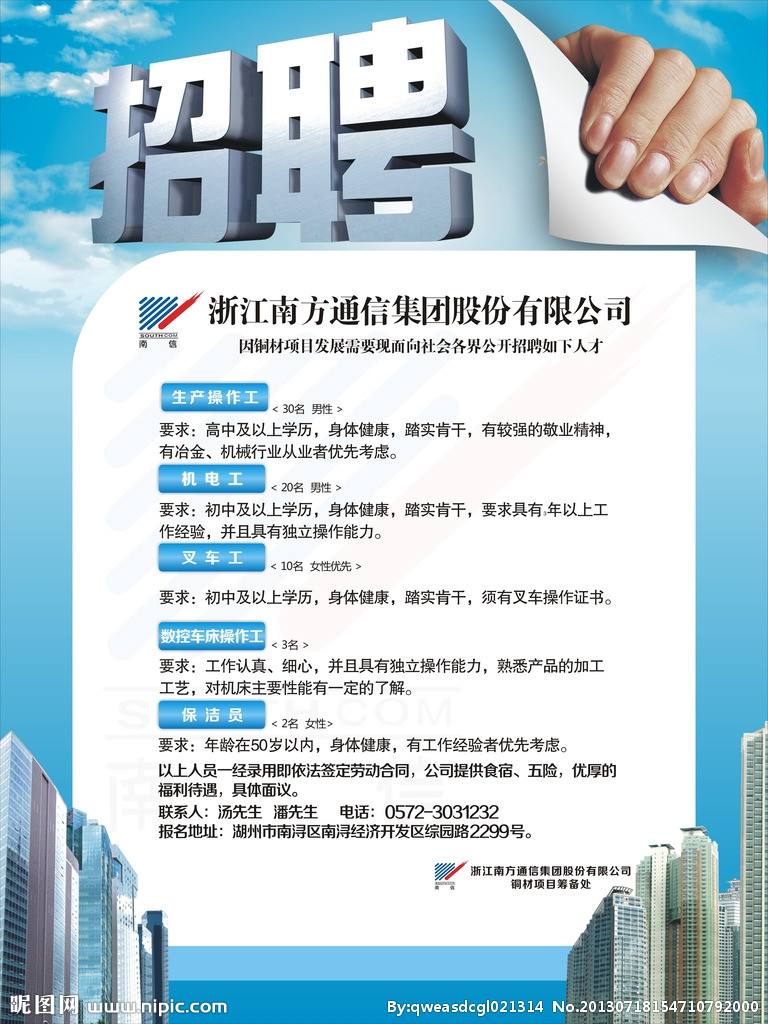 招聘
SOUTHCOM
南 信
浙江南方通信集团股份有限公司
因铜材项目发展需要现面向社会各界公开招聘如下人才
生产操作工 < 30名 男性 >
要求：高中及以上学历，身体健康，踏实肯干，有较强的敬业精神，
有冶金、机械行业从业者优先考虑。
机 电 工 < 20名 男性 >
要求：初中及以上学历，身体健康，踏实肯干，要求具有 年以上工
作经验，并且具有独立操作能力。
叉 车 工 < 10名 女性优先 >
要求：初中及以上学历，身体健康，踏实肯干，须有叉车操作证书。
数控车床操作工 < 3名 >
要求：工作认真、细心，并且具有独立操作能力，熟悉产品的加工
工艺，对机床主要性能有一定的了解。
保 洁 员 < 2名 女性>
要求：年龄在50岁以内，身体健康，有工作经验者优先考虑。
以上人员一经录用即依法签定劳动合同，公司提供食宿、五险，优厚的
福利待遇，具体面议。
联系人：汤先生 潘先生 电话：0572-3031232
报名地址：湖州市南浔区南浔经济开发区综园路2299号。
SOUTHCOM
南 信
浙江南方通信集团股份有限公司
铜材项目筹备处
南 信
昵图网 www.nipic.com
By:qweasdcgl021314 No.20130718154710792000